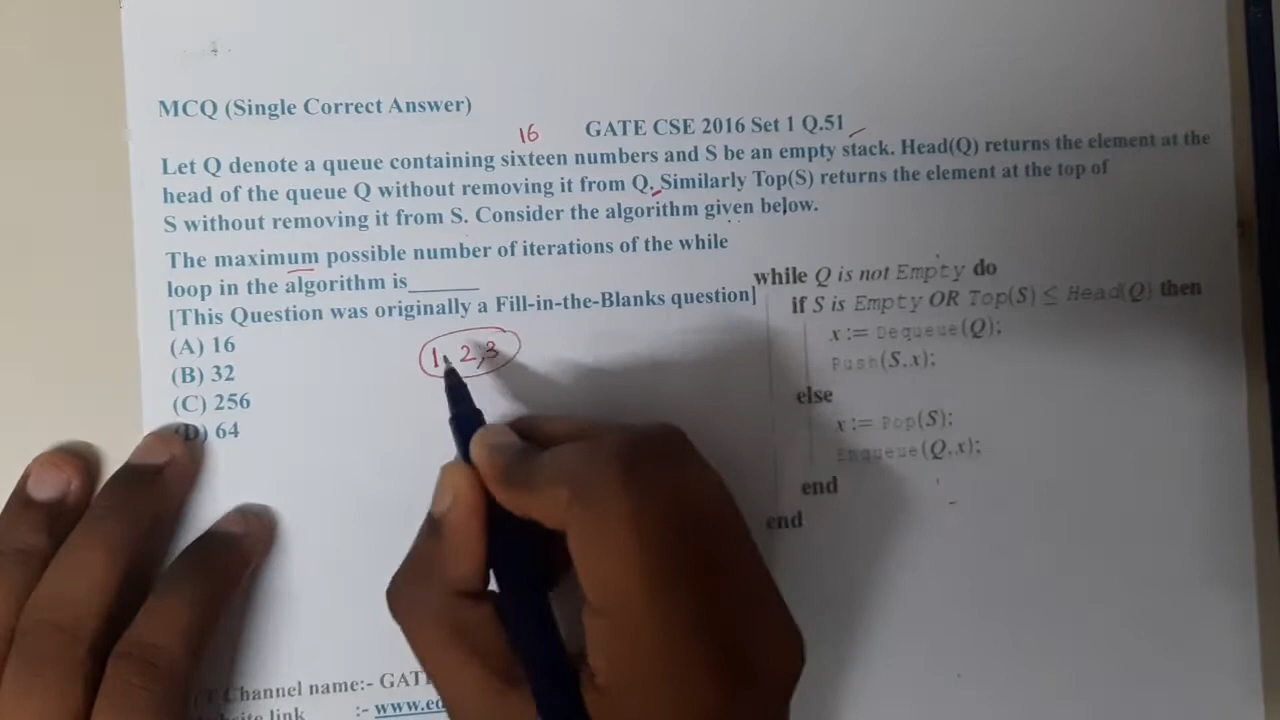 MCQ (Single Correct Answer)
16 GATE CSE 2016 Set 1 Q.51
Let Q denote a queue containing sixteen numbers and S be an empty stack. Head(Q) returns the element at the
head of the queue Q without removing it from Q. Similarly Top(S) returns the element at the top of
S without removing it from S. Consider the algorithm given below.
The maximum possible number of iterations of the while
loop in the algorithm is______
[This Question was originally a Fill-in-the-Blanks question]
(A) 16
(B) 32
(C) 256
(D) 64
1, 2,3
while Q is not Empty do
if S is Empty OR Top(S) ≤ Head(Q) then
x := Dequeue(Q);
Push(S,x);
else
x := Pop(S);
Enqueue(Q,x);
end
end
Channel name:- GAT
link :- www.ed